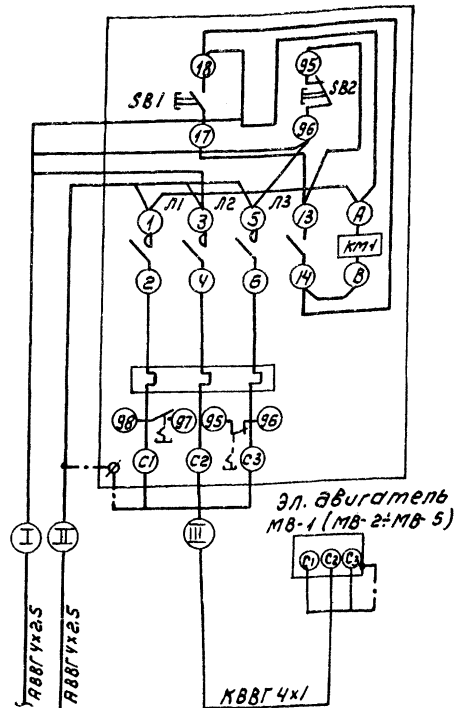 18
95
SB1
SB2
17
96
Л1
Л2
Л3
1
3
5
13
А
КМ1
2
4
6
14
В
98
97
95
96
С1
С2
С3
Эл. двигатель
МВ-1 (МВ-2÷МВ-5)
I
II
III
С1
С2
С3
АВВГ 4х2.5
АВВГ 4х2.5
КВВГ 4х1